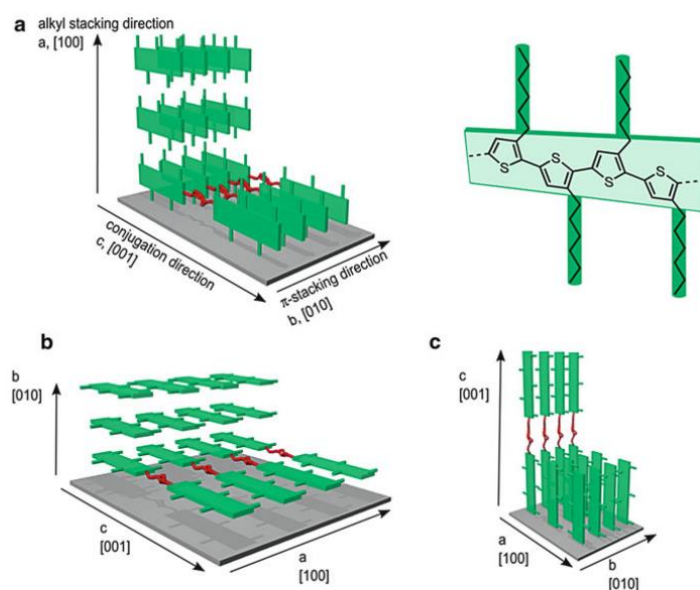 a
alkyl stacking direction
a, [100]
conjugation direction
c, [001]
π-stacking direction
b, [010]
S
S
S
S
b
b
[010]
c
[001]
a
[100]
c
c
[001]
a
[100]
b
[010]